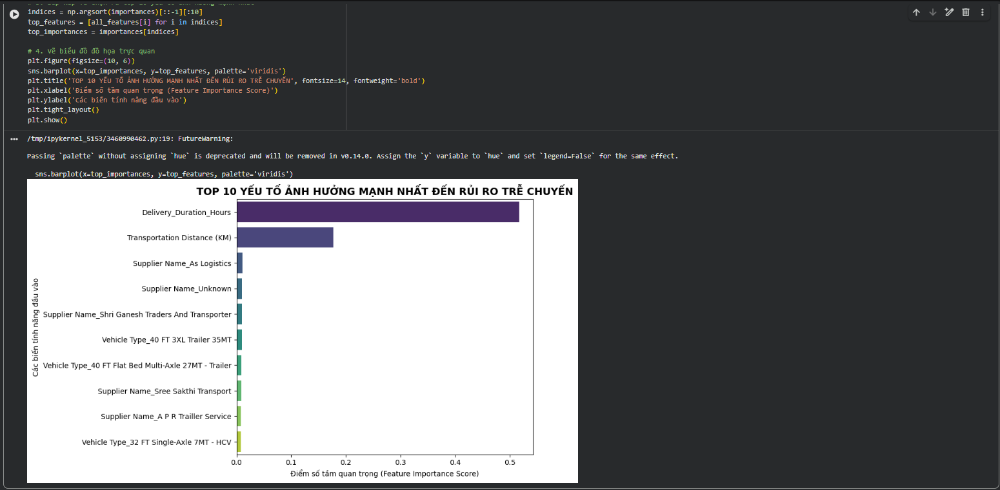 indices = np.argsort(importances)[::-1][:10]
top_features = [all_features[i] for i in indices]
top_importances = importances[indices]
# 4. Vẽ biểu đồ đồ họa trực quan
plt.figure(figsize=(10, 6))
sns.barplot(x=top_importances, y=top_features, palette='viridis')
plt.title('TOP 10 YẾU TỐ ẢNH HƯỞNG MẠNH NHẤT ĐẾN RỦI RO TRỄ CHUYẾN', fontsize=14, fontweight='bold')
plt.xlabel('Điểm số tầm quan trọng (Feature Importance Score)')
plt.ylabel('Các biến tính năng đầu vào')
plt.tight_layout()
plt.show()
/tmp/ipykernel_5153/3460990462.py:19: FutureWarning:
Passing `palette` without assigning `hue` is deprecated and will be removed in v0.14.0. Assign the `y` variable to `hue` and set `legend=False` for the same effect.
sns.barplot(x=top_importances, y=top_features, palette='viridis')
TOP 10 YẾU TỐ ẢNH HƯỞNG MẠNH NHẤT ĐẾN RỦI RO TRỄ CHUYẾN
Các biến tính năng đầu vào
Delivery_Duration_Hours
Transportation Distance (KM)
Supplier Name_As Logistics
Supplier Name_Unknown
Supplier Name_Shri Ganesh Traders And Transporter
Vehicle Type_40 FT 3XL Trailer 35MT
Vehicle Type_40 FT Flat Bed Multi-Axle 27MT - Trailer
Supplier Name_Sree Sakthi Transport
Supplier Name_A P R Trailler Service
Vehicle Type_32 FT Single-Axle 7MT - HCV
0.0 0.1 0.2 0.3 0.4 0.5
Điểm số tầm quan trọng (Feature Importance Score)